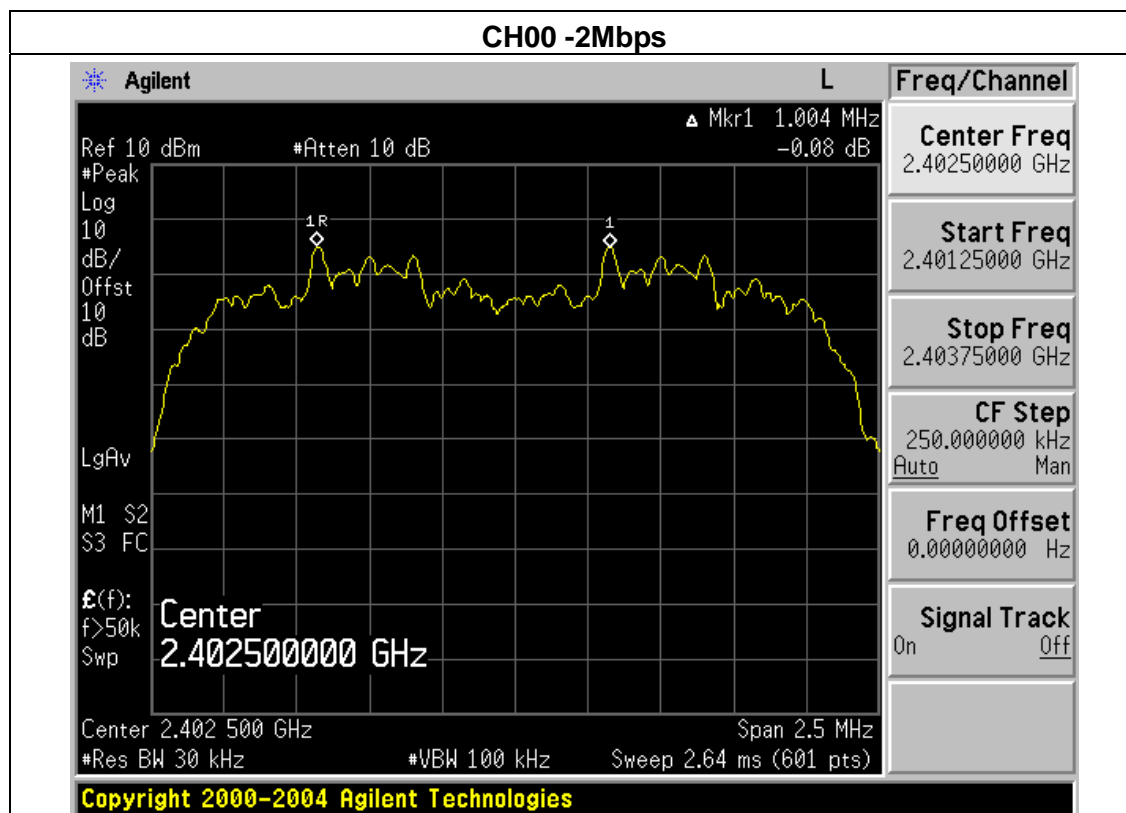 CH00 -2Mbps
Agilent L Freq/Channel
Δ Mkr1 1.004 MHz
Ref 10 dBm #Atten 10 dB -0.08 dB
#Peak
Log
10
dB/
Offst
10
dB
1R 1
LgAv
M1 S2
S3 FC
£(f):
f>50k
Swp
Center
2.402500000 GHz
Center 2.402 500 GHz Span 2.5 MHz
#Res BW 30 kHz #VBW 100 kHz Sweep 2.64 ms (601 pts)
Center Freq
2.40250000 GHz
Start Freq
2.40125000 GHz
Stop Freq
2.40375000 GHz
CF Step
250.000000 kHz
Auto Man
Freq Offset
0.00000000 Hz
Signal Track
On Off
Copyright 2000-2004 Agilent Technologies